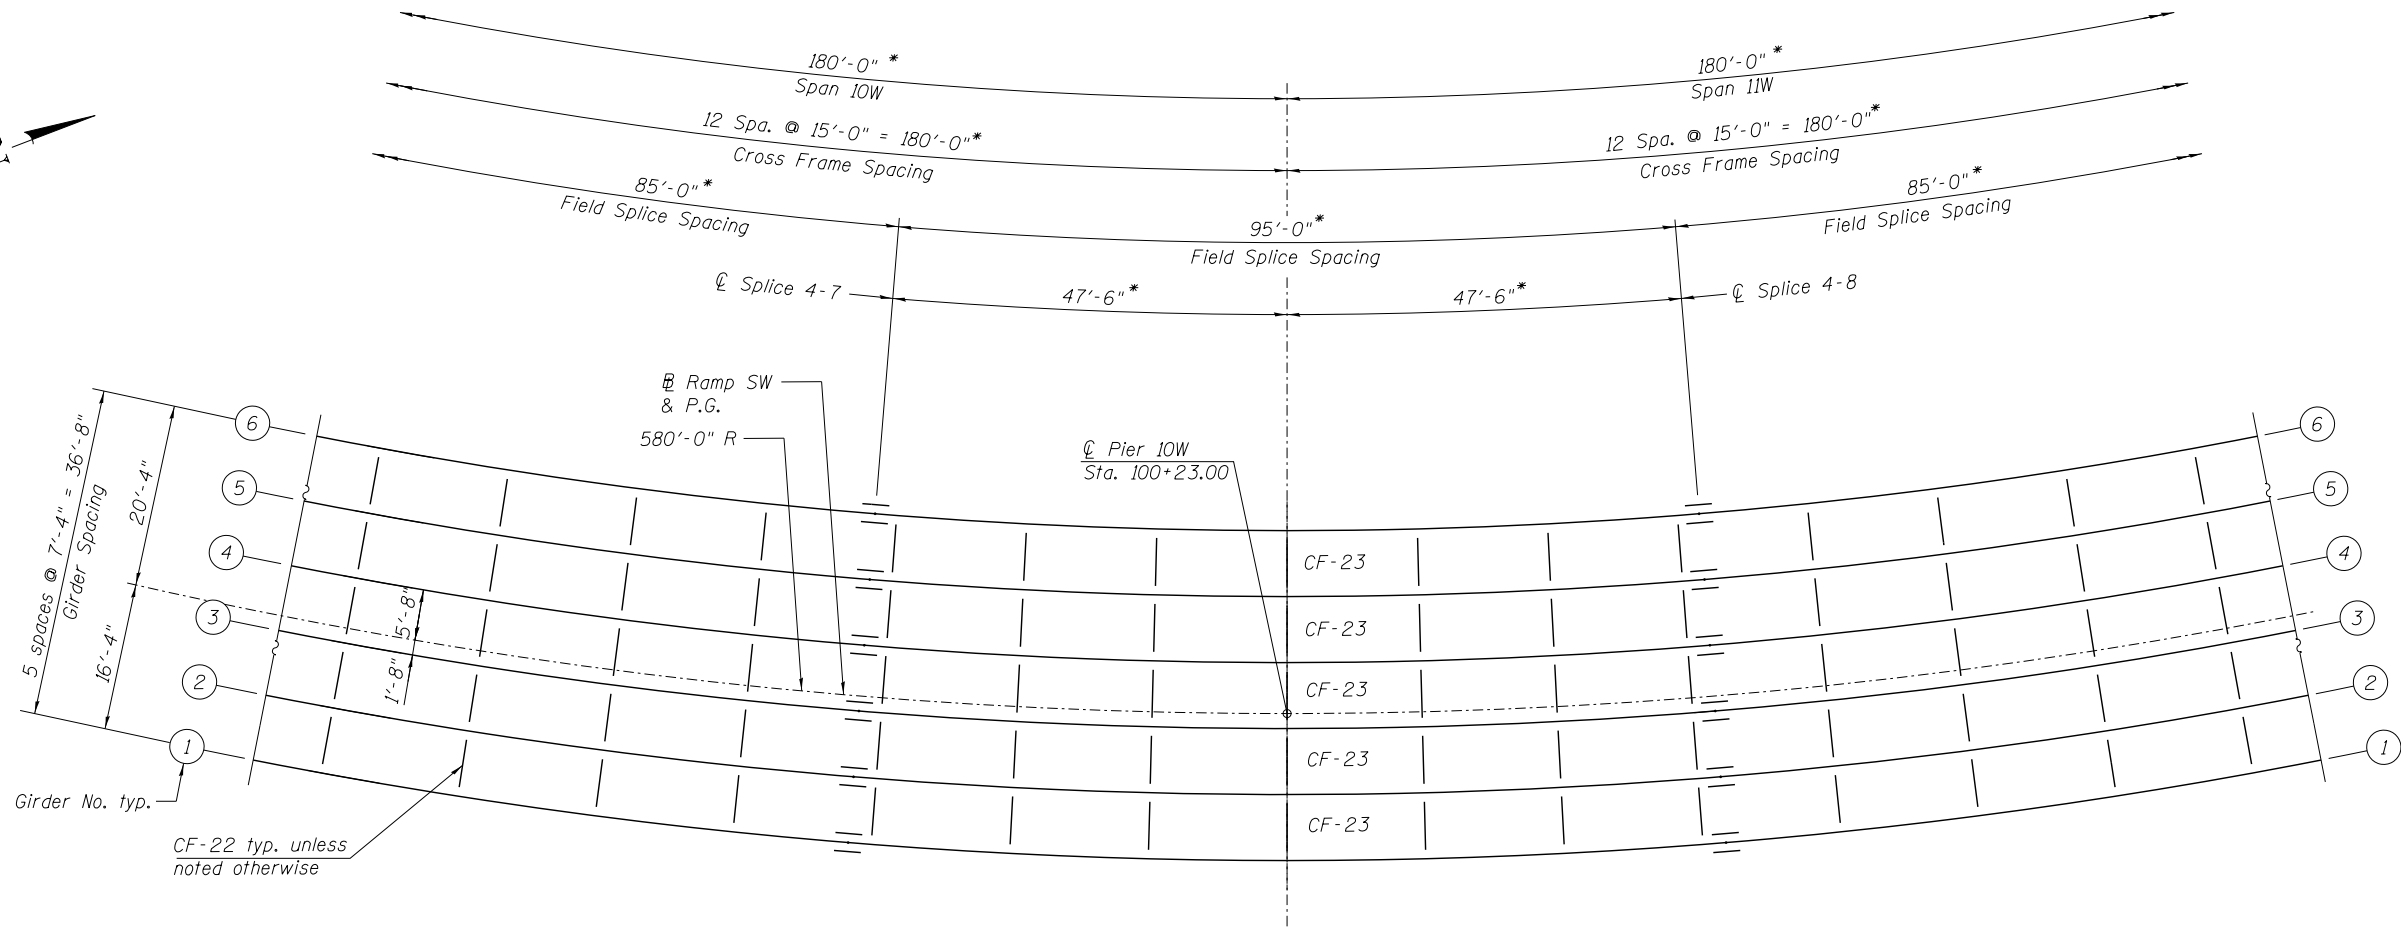 180'-0" *
Span 10W
180'-0" *
Span 11W
12 Spa. @ 15'-0" = 180'-0"*
Cross Frame Spacing
12 Spa. @ 15'-0" = 180'-0"*
Cross Frame Spacing
85'-0"*
Field Splice Spacing
95'-0"*
Field Splice Spacing
85'-0"*
Field Splice Spacing
℄ Splice 4-7
47'-6"*
47'-6"*
℄ Splice 4-8
Ramp SW
& P.G.
580'-0" R
℄ Pier 10W
Sta. 100+23.00
5 spaces @ 7'-4" = 36'-8"
Girder Spacing
20'-4"
16'-4"
5'-8"
1'-8"
6
5
4
3
2
1
6
5
4
3
2
1
CF-23
CF-23
CF-23
CF-23
CF-23
Girder No. typ.
CF-22 typ. unless
noted otherwise